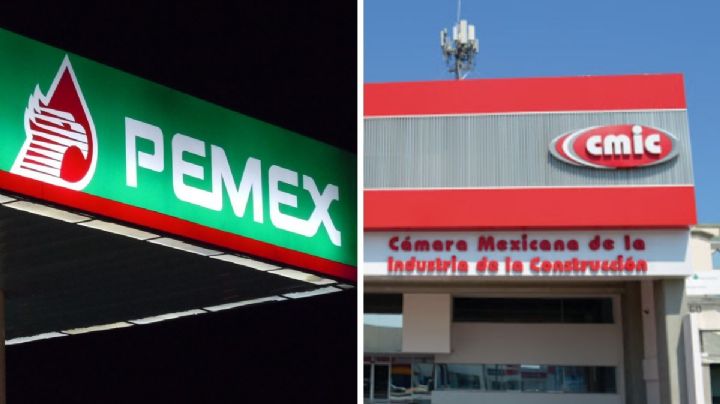 PEMEX
cmic
Cámara Mexicana de la
Industria de la Construcción